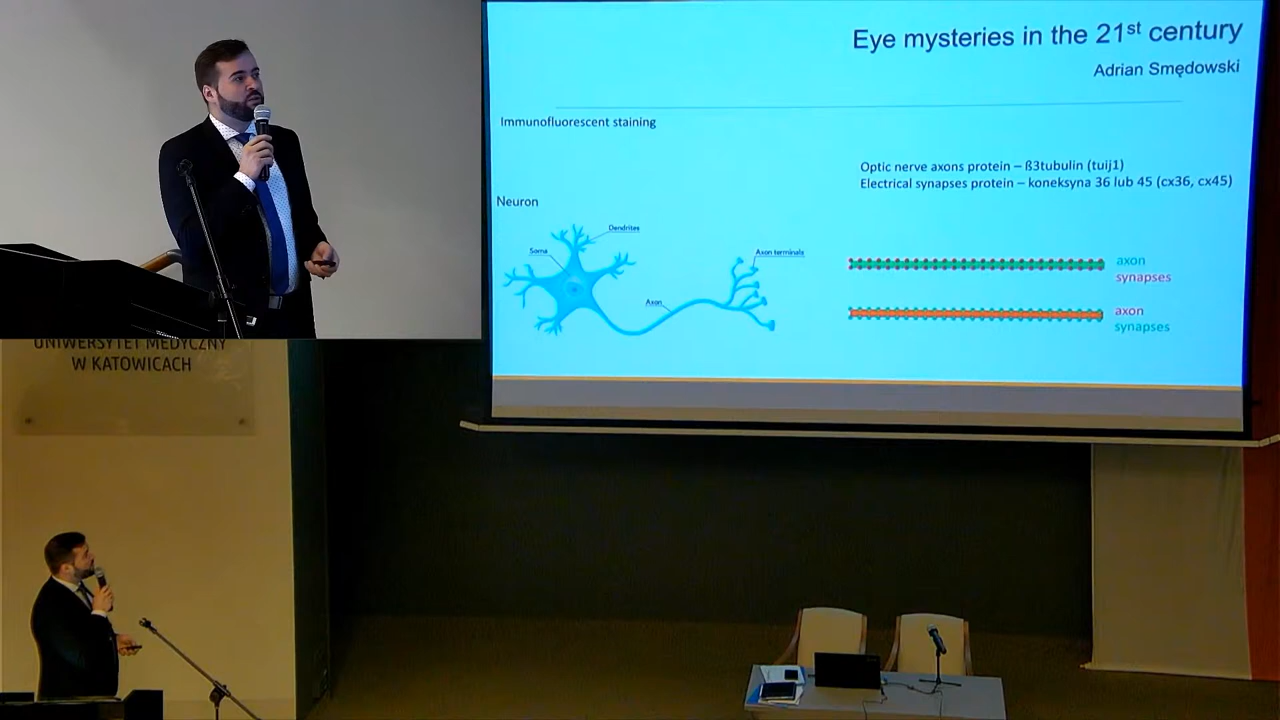 Eye mysteries in the 21st century
Adrian Smędowski
Immunofluorescent staining
Optic nerve axons protein – ß3tubulin (tuij1)
Electrical synapses protein – koneksyna 36 lub 45 (cx36, cx45)
Neuron
Dendrites
Soma
Axon terminals
Axon
axon
synapses
axon
synapses
UNIWERSYTET MEDYCZNY
W KATOWICACH